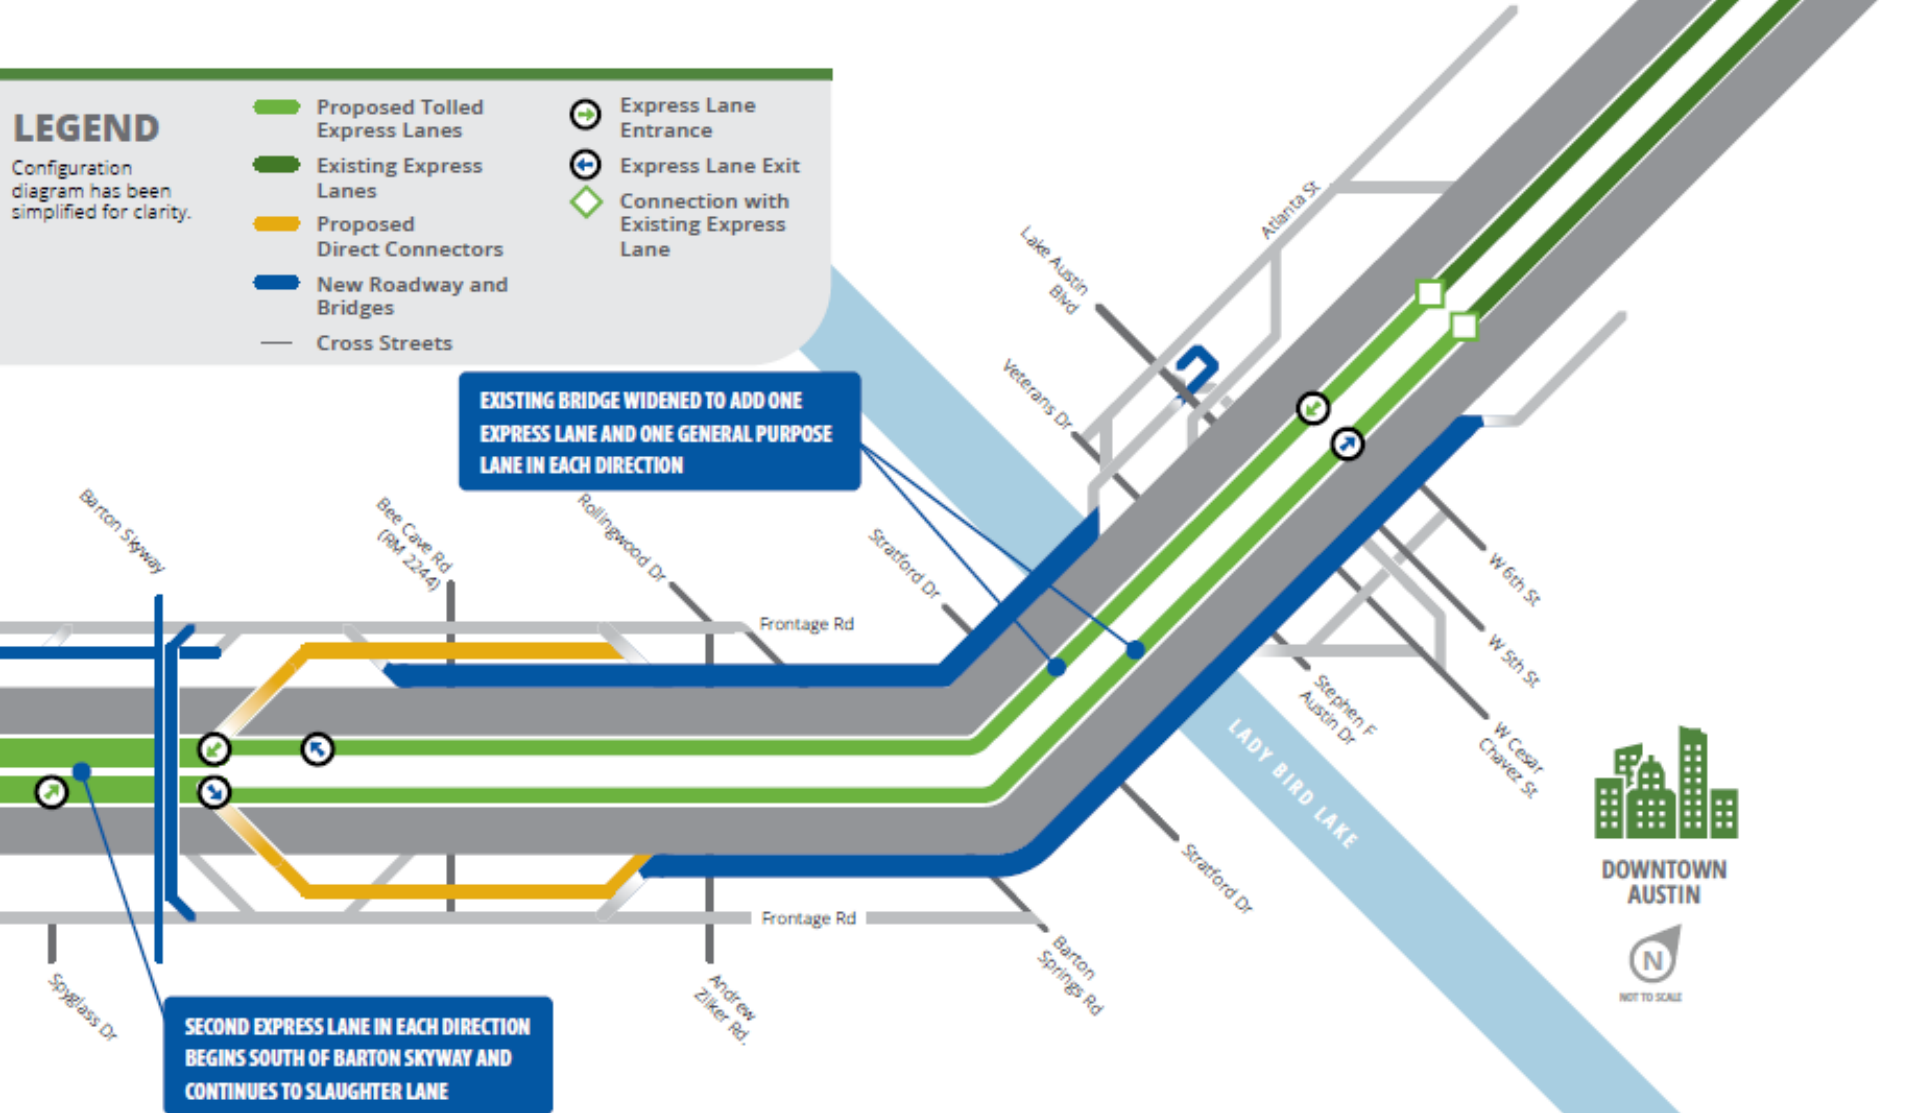 LEGEND
Configuration
diagram has been
simplified for clarity.
Proposed Tolled
Express Lanes
Existing Express
Lanes
Proposed
Direct Connectors
New Roadway and
Bridges
Cross Streets
Express Lane
Entrance
Express Lane Exit
Connection with
Existing Express
Lane
Atlanta St
Lake Austin
Blvd
Veterans Dr
EXISTING BRIDGE WIDENED TO ADD ONE
EXPRESS LANE AND ONE GENERAL PURPOSE
LANE IN EACH DIRECTION
Barton Skyway
Bee Cave Rd
(RM 2244)
Rollingwood Dr
Stratford Dr
Frontage Rd
W 6th St
W 5th St
W Cesar
Chavez St
Stephen F
Austin Dr
LADY BIRD LAKE
Stratford Dr
DOWNTOWN
AUSTIN
N
NOT TO SCALE
Frontage Rd
Barton
Springs Rd
Andrew
Zilker Rd.
Spyglass Dr
SECOND EXPRESS LANE IN EACH DIRECTION
BEGINS SOUTH OF BARTON SKYWAY AND
CONTINUES TO SLAUGHTER LANE